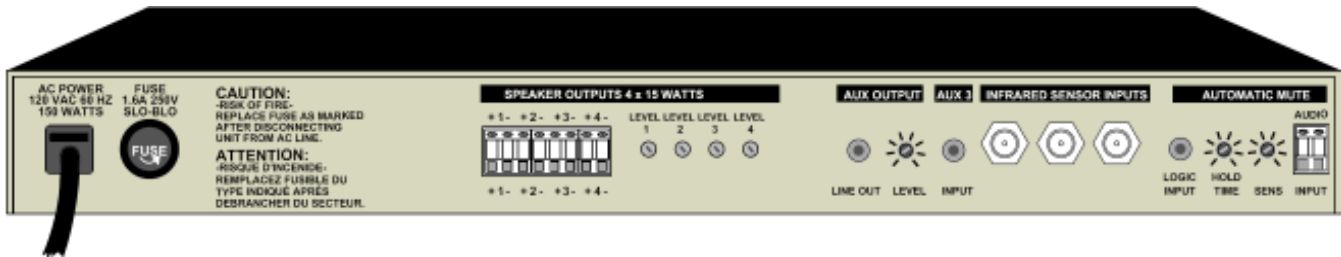 AC POWER
120 VAC 60 HZ
150 WATTS
FUSE
1.6A 250V
SLO-BLO
FUSE
CAUTION:
-RISK OF FIRE-
REPLACE FUSE AS MARKED
AFTER DISCONNECTING
UNIT FROM AC LINE.
ATTENTION:
-RISQUE D'INCENIDE-
REMPLACEZ FUSIBLE DU
TYPE INDIQUÉ APRÉS
DEBRANCHER DU SECTEUR.
SPEAKER OUTPUTS 4 x 15 WATTS
+1- +2- +3- +4-
+1- +2- +3- +4-
LEVEL LEVEL LEVEL LEVEL
1 2 3 4
AUX OUTPUT
LINE OUT LEVEL
AUX 3
INPUT
INFRARED SENSOR INPUTS
AUTOMATIC MUTE
AUDIO
LOGIC
INPUT
HOLD
TIME
SENS
INPUT